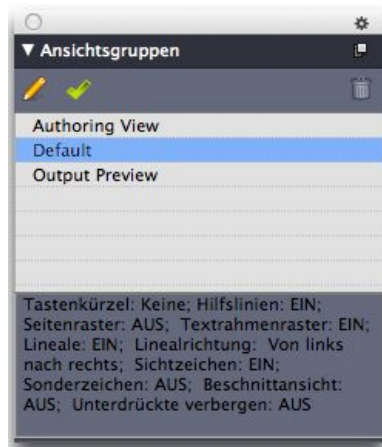 Ansichtsgruppen
Authoring View
Default
Output Preview
Tastenkürzel: Keine; Hilfslinien: EIN;
Seitenraster: AUS; Textrahmenraster: EIN;
Lineale: EIN; Linealrichtung: Von links
nach rechts; Sichtzeichen: EIN;
Sonderzeichen: AUS; Beschnittansicht:
AUS; Unterdrückte verbergen: AUS